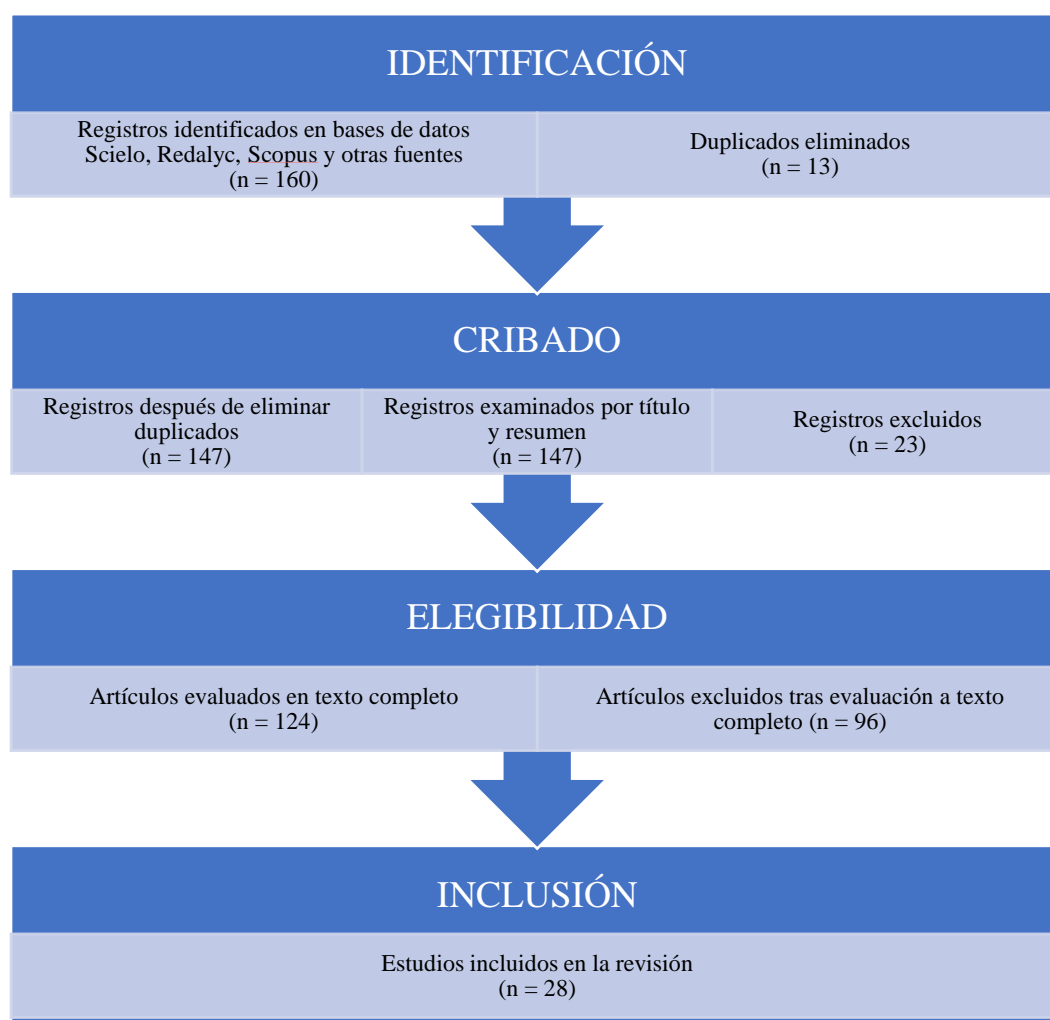 IDENTIFICACIÓN
Registros identificados en bases de datos
Scielo, Redalyc, Scopus y otras fuentes
(n = 160)
Duplicados eliminados
(n = 13)
CRIBADO
Registros después de eliminar
duplicados
(n = 147)
Registros examinados por título
y resumen
(n = 147)
Registros excluidos
(n = 23)
ELEGIBILIDAD
Artículos evaluados en texto completo
(n = 124)
Artículos excluidos tras evaluación a texto
completo (n = 96)
INCLUSIÓN
Estudios incluidos en la revisión
(n = 28)